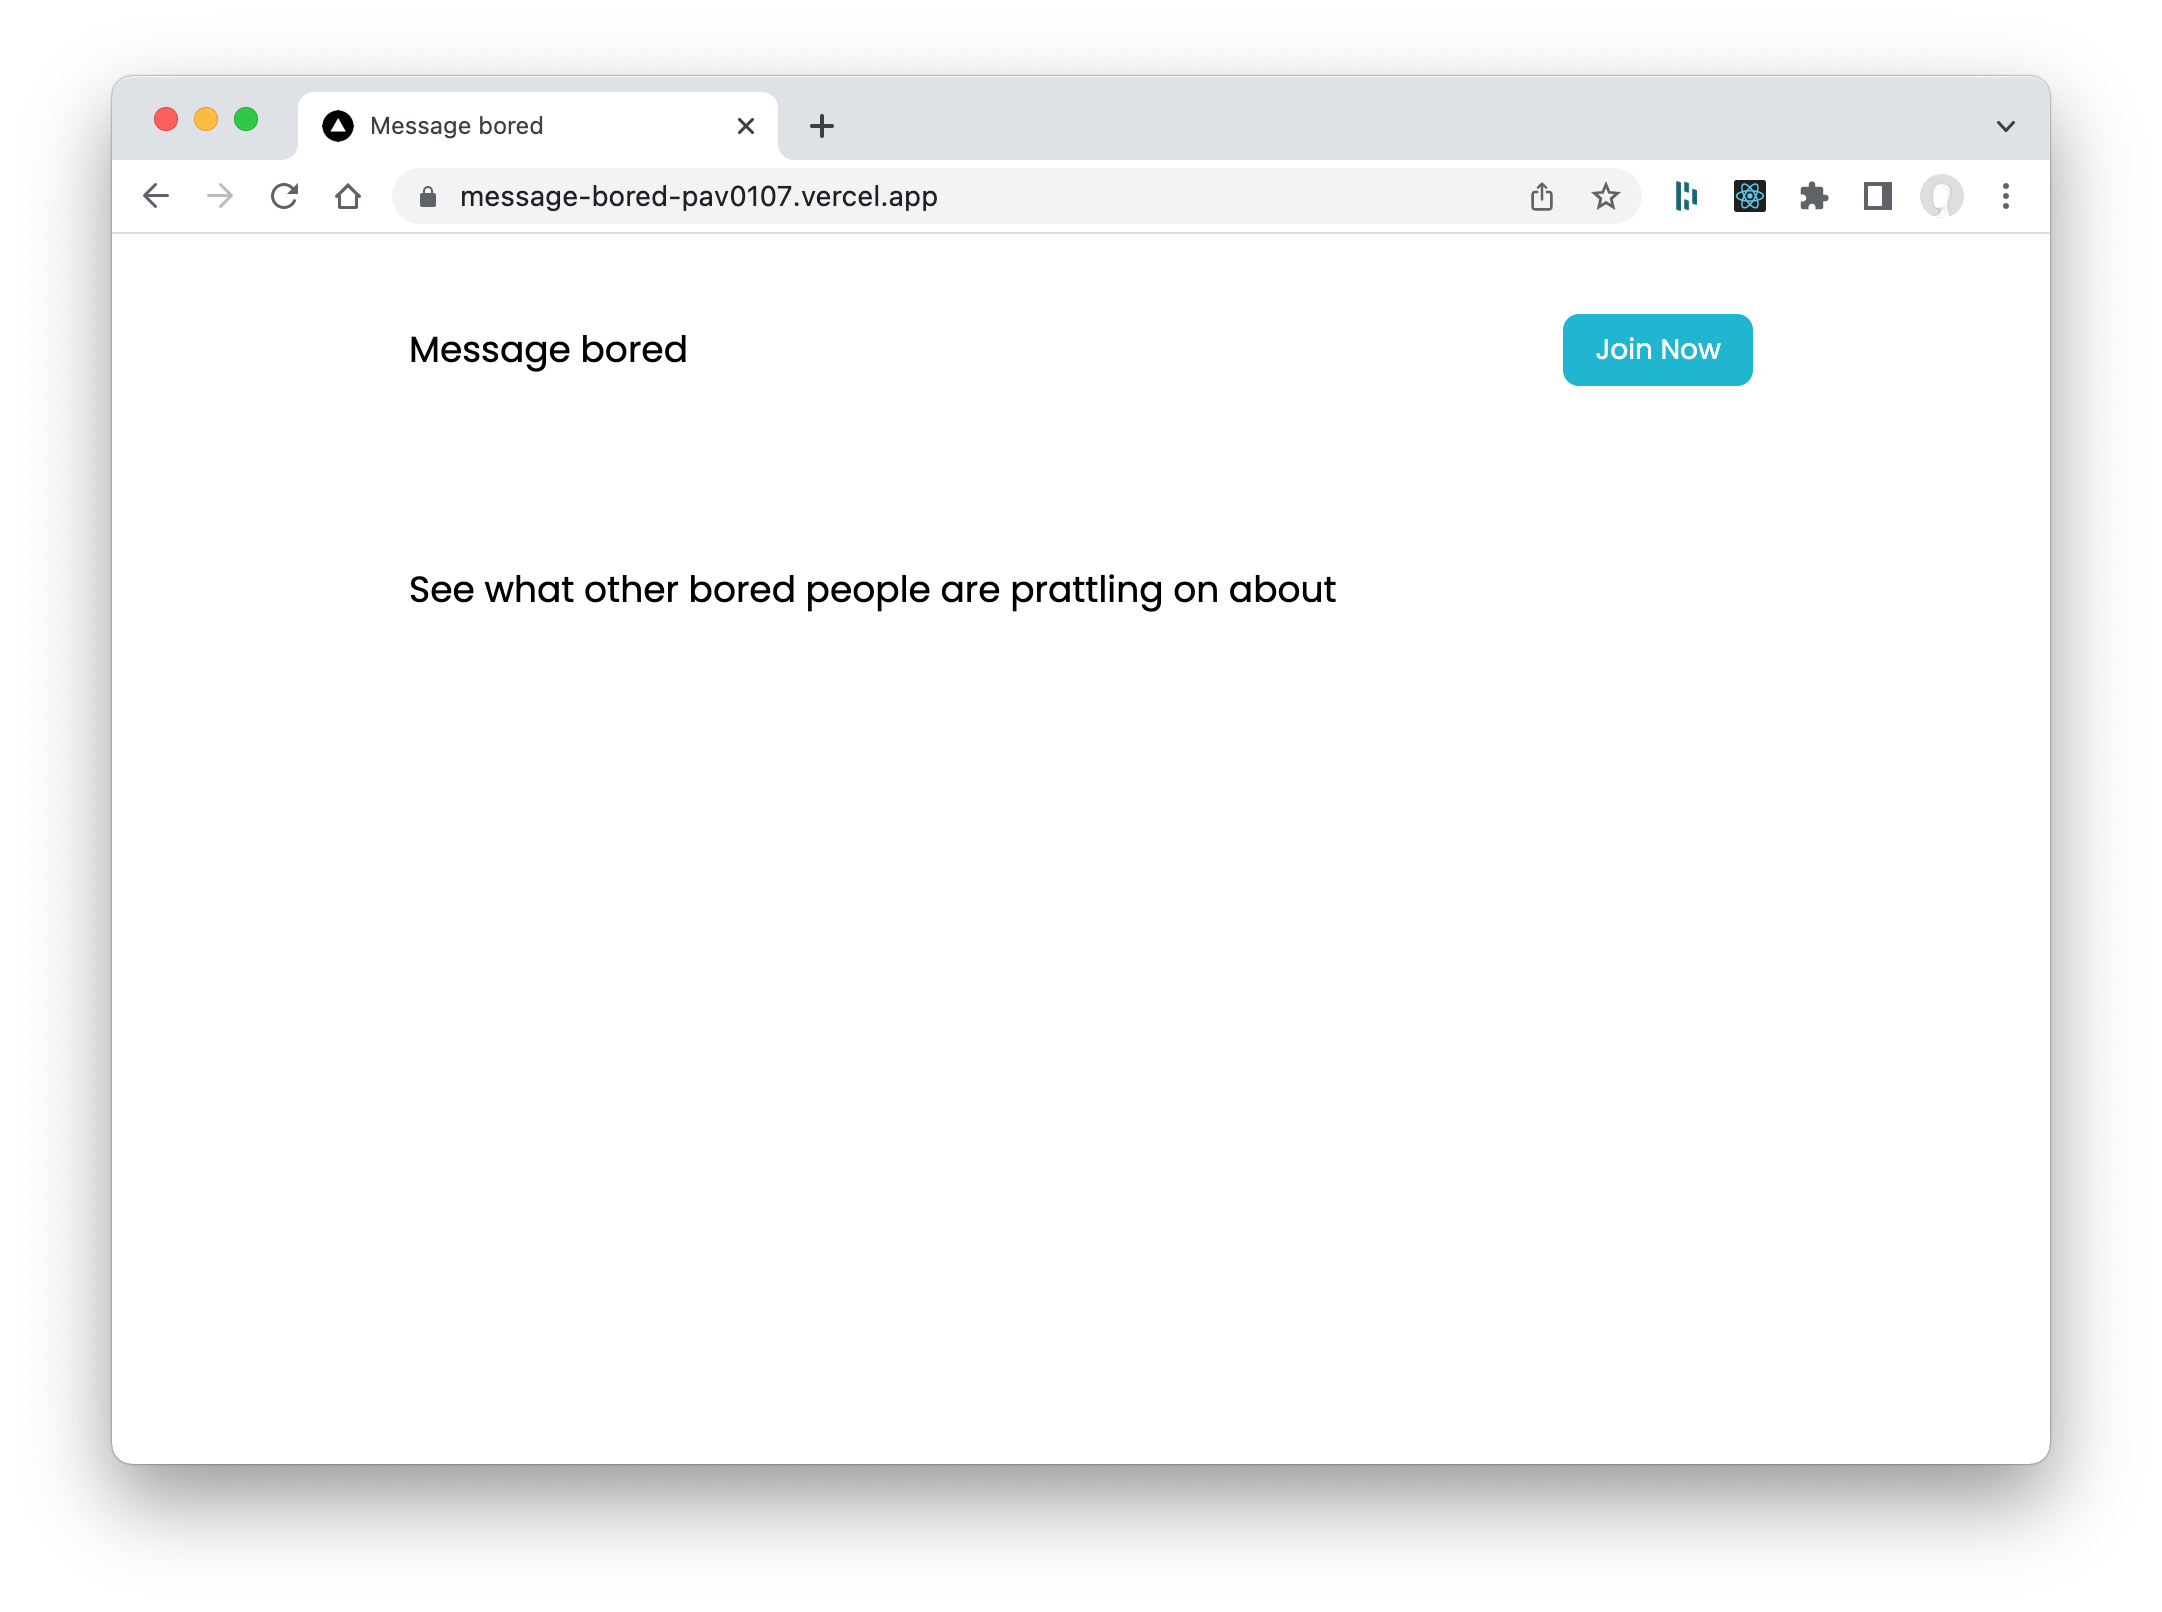 Message bored
message-bored-pav0107.vercel.app
Message bored
Join Now
See what other bored people are prattling on about